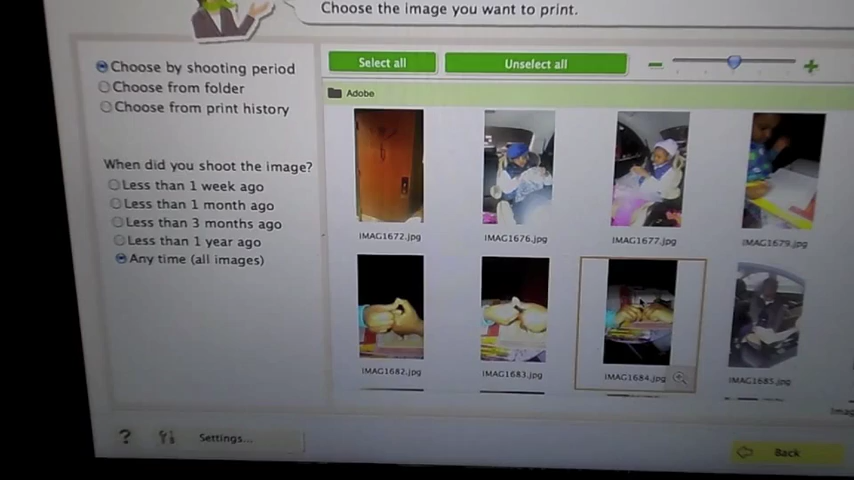 Choose the image you want to print.
Choose by shooting period
Choose from folder
Choose from print history
When did you shoot the image?
Less than 1 week ago
Less than 1 month ago
Less than 3 months ago
Less than 1 year ago
Any time (all images)
Select all
Unselect all
Adobe
IMAG1672.jpg
IMAG1676.jpg
IMAG1677.jpg
IMAG1679.jpg
IMAG1682.jpg
IMAG1683.jpg
IMAG1684.jpg
IMAG1685.jpg
Imag
? Settings...
Back